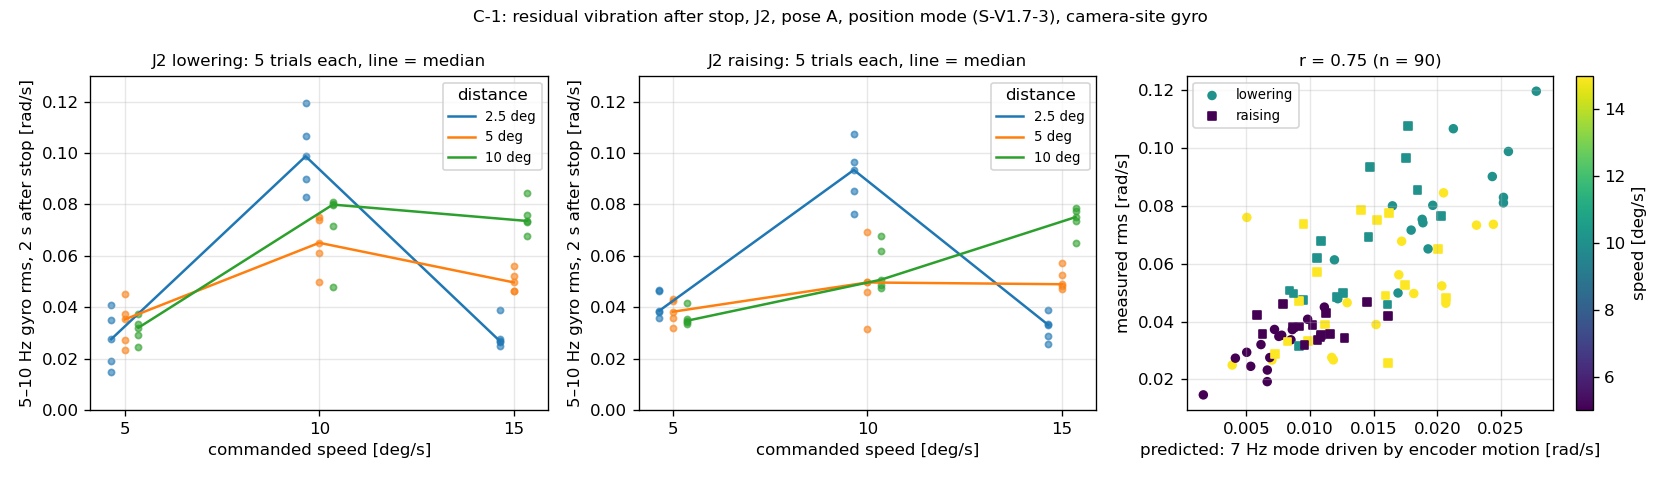 C-1: residual vibration after stop, J2, pose A, position mode (S-V1.7-3), camera-site gyro
J2 lowering: 5 trials each, line = median
5–10 Hz gyro rms, 2 s after stop [rad/s]
0.12
0.10
0.08
0.06
0.04
0.02
0.00
distance
2.5 deg
5 deg
10 deg
5
10
15
commanded speed [deg/s]
J2 raising: 5 trials each, line = median
5–10 Hz gyro rms, 2 s after stop [rad/s]
0.12
0.10
0.08
0.06
0.04
0.02
0.00
distance
2.5 deg
5 deg
10 deg
5
10
15
commanded speed [deg/s]
r = 0.75 (n = 90)
measured rms [rad/s]
0.12
0.10
0.08
0.06
0.04
0.02
lowering
raising
0.005
0.010
0.015
0.020
0.025
predicted: 7 Hz mode driven by encoder motion [rad/s]
14
12
10
8
6
speed [deg/s]